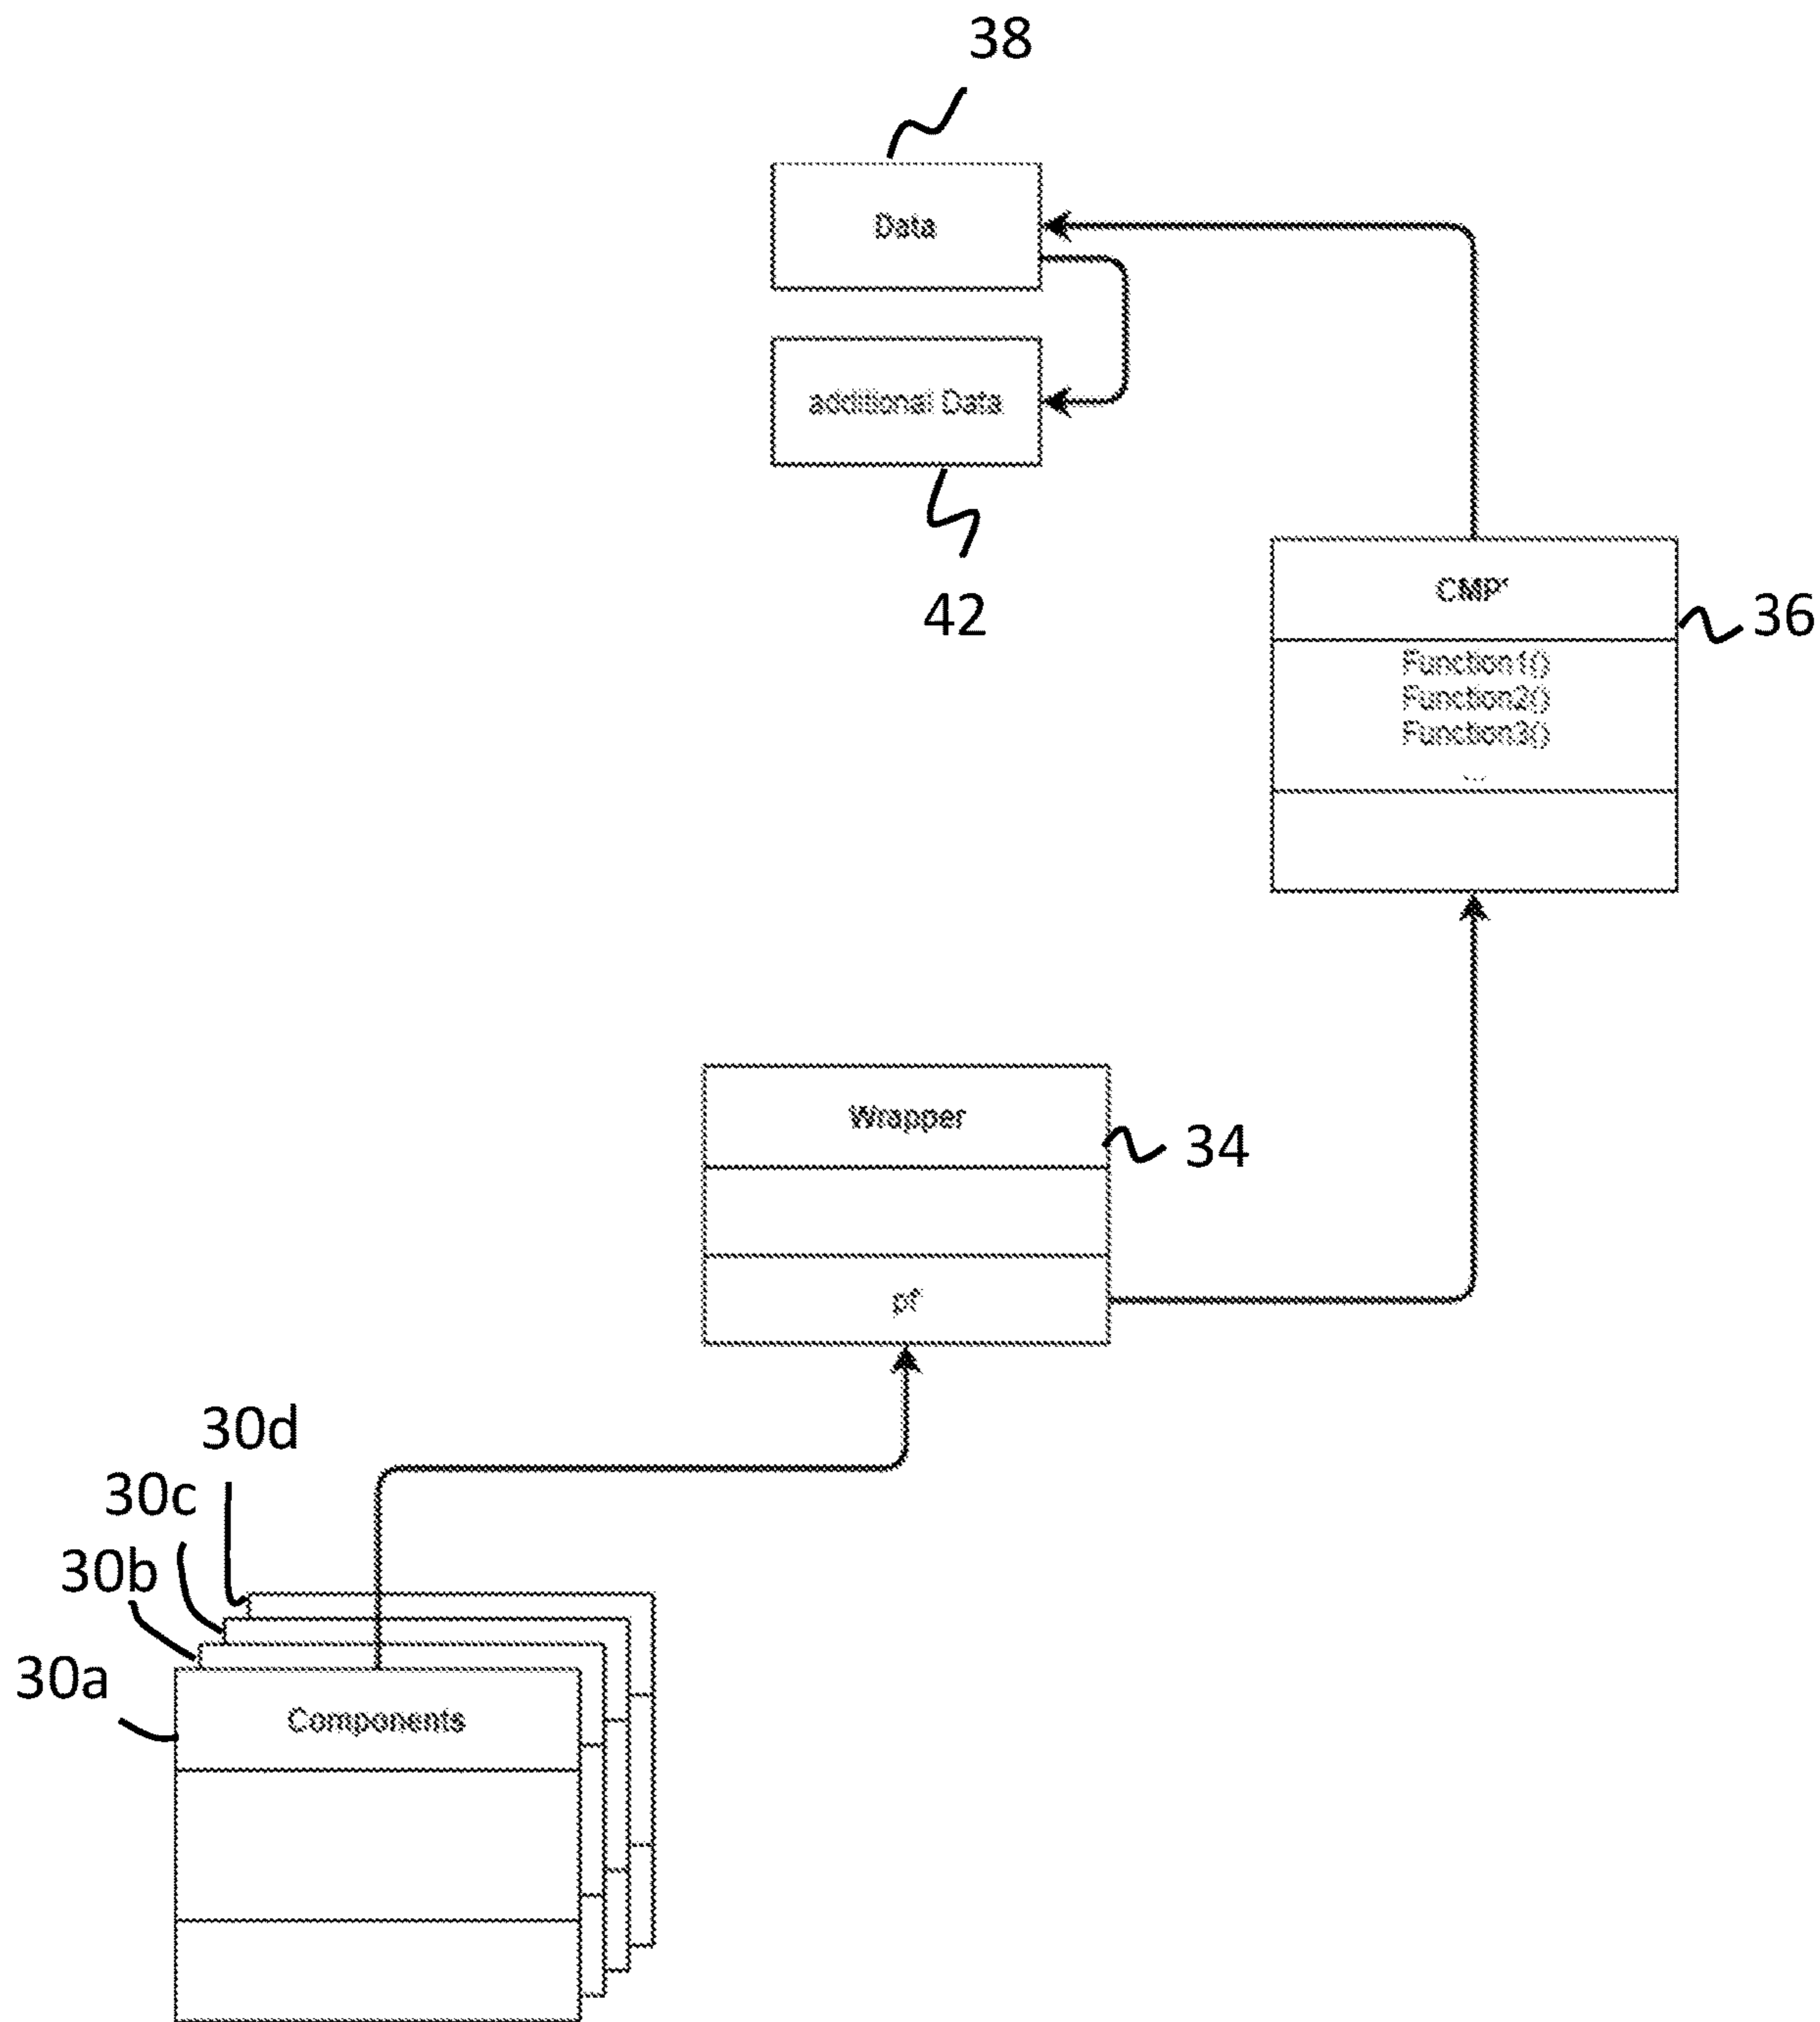 38
Data
additional Data
42
CMP'
36
Function1()
Function2()
Function3()
...
Wrapper
34
pf'
30d
30c
30b
30a
Components